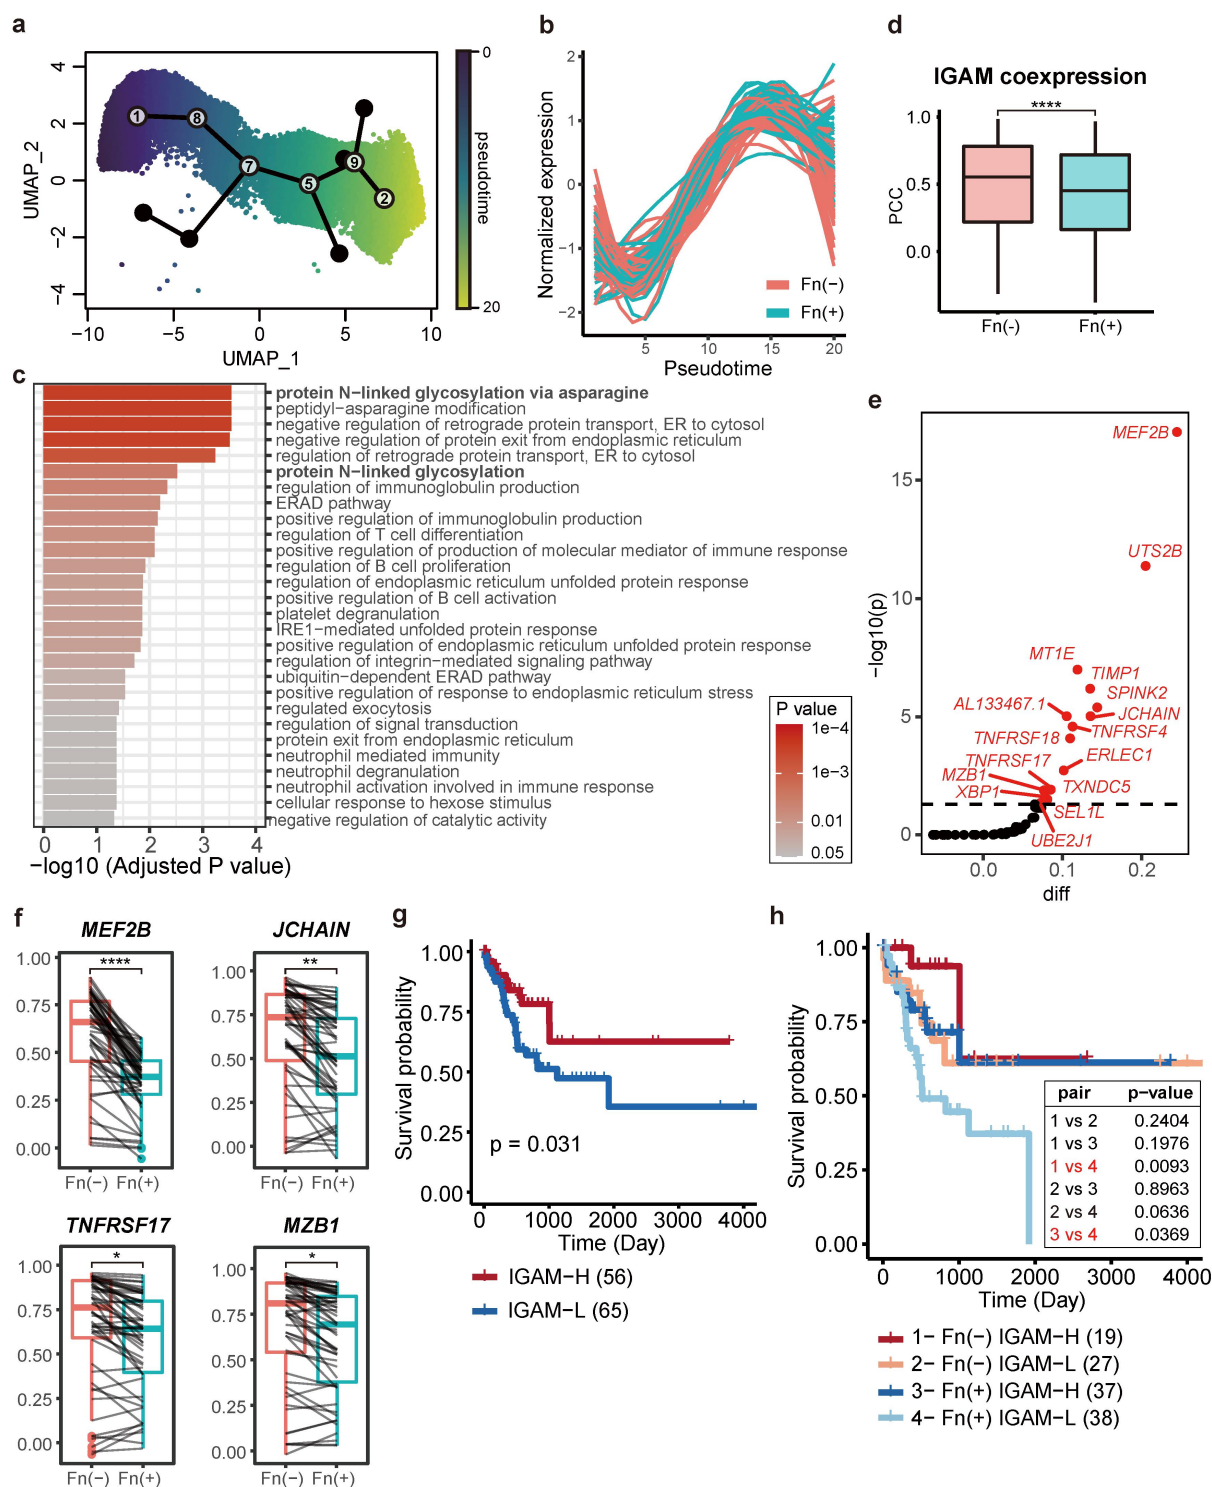 a
4
2
0
−2
−4
UMAP_2
−10
−5
0
5
10
UMAP_1
1
8
7
5
9
2
0
pseudotime
20
b
2
1
0
−1
−2
Normalized expression
Fn(−)
Fn(+)
5
10
15
20
Pseudotime
d
IGAM coexpression
****
1.0
0.5
0.0
PCC
Fn(-)
Fn(+)
c
protein N−linked glycosylation via asparagine
peptidyl−asparagine modification
negative regulation of retrograde protein transport, ER to cytosol
negative regulation of protein exit from endoplasmic reticulum
regulation of retrograde protein transport, ER to cytosol
protein N−linked glycosylation
regulation of immunoglobulin production
ERAD pathway
positive regulation of immunoglobulin production
regulation of T cell differentiation
positive regulation of production of molecular mediator of immune response
regulation of B cell proliferation
regulation of endoplasmic reticulum unfolded protein response
positive regulation of B cell activation
platelet degranulation
IRE1−mediated unfolded protein response
positive regulation of endoplasmic reticulum unfolded protein response
regulation of integrin−mediated signaling pathway
ubiquitin−dependent ERAD pathway
positive regulation of response to endoplasmic reticulum stress
regulated exocytosis
regulation of signal transduction
protein exit from endoplasmic reticulum
neutrophil mediated immunity
neutrophil degranulation
neutrophil activation involved in immune response
cellular response to hexose stimulus
negative regulation of catalytic activity
0
1
2
3
4
−log10 (Adjusted P value)
P value
1e−4
1e−3
0.01
0.05
e
15
10
5
0
−log10(p)
MEF2B
UTS2B
MT1E
TIMP1
SPINK2
AL133467.1
JCHAIN
TNFRSF4
TNFRSF18
ERLEC1
TNFRSF17
MZB1
TXNDC5
XBP1
SEL1L
UBE2J1
0.0
0.1
0.2
diff
f
MEF2B
****
1.00
0.75
0.50
0.25
0.00
Fn(−) Fn(+)
JCHAIN
**
1.00
0.75
0.50
0.25
0.00
Fn(−) Fn(+)
TNFRSF17
*
1.00
0.75
0.50
0.25
0.00
Fn(−) Fn(+)
MZB1
*
1.00
0.75
0.50
0.25
0.00
Fn(−) Fn(+)
g
1.00
0.75
0.50
0.25
0.00
Survival probability
p = 0.031
0
1000
2000
3000
4000
Time (Day)
IGAM−H (56)
IGAM−L (65)
h
1.00
0.75
0.50
0.25
0.00
Survival probability
pair p−value
1 vs 2 0.2404
1 vs 3 0.1976
1 vs 4 0.0093
2 vs 3 0.8963
2 vs 4 0.0636
3 vs 4 0.0369
0
1000
2000
3000
4000
Time (Day)
1− Fn(−) IGAM−H (19)
2− Fn(−) IGAM−L (27)
3− Fn(+) IGAM−H (37)
4− Fn(+) IGAM−L (38)